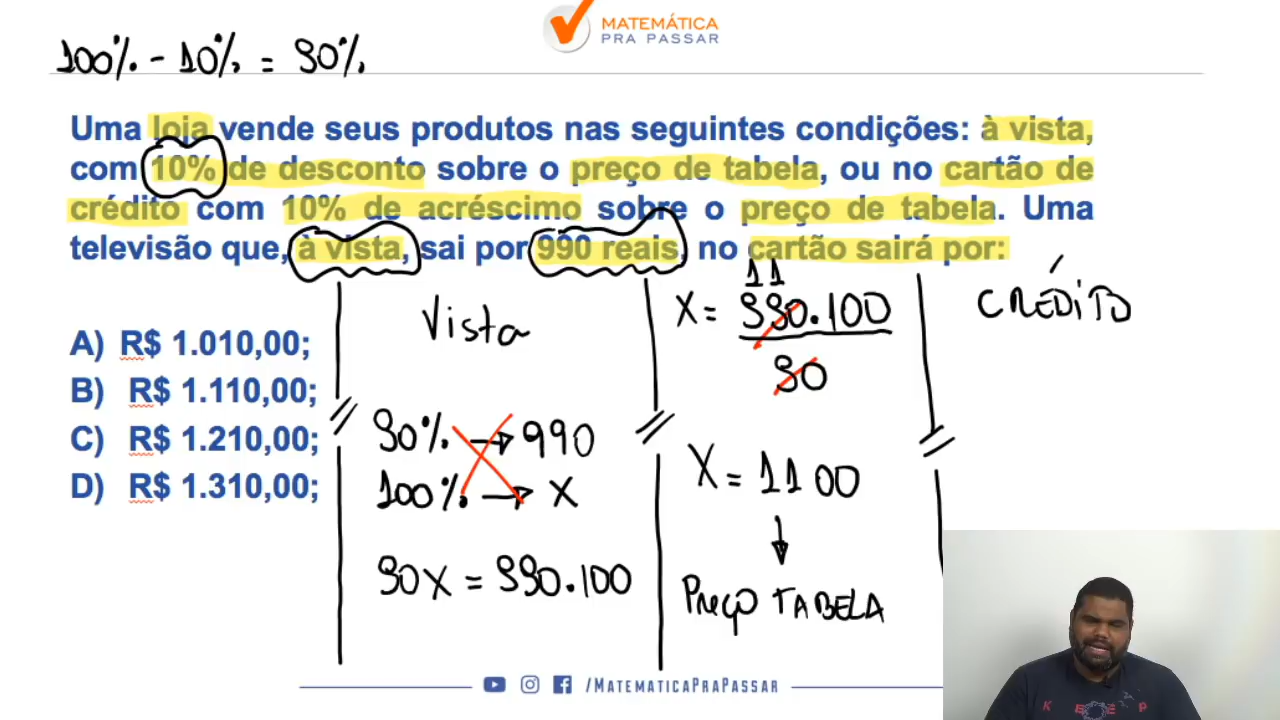 MATEMÁTICA
PRA PASSAR
100% - 10% = 90%
Uma loja vende seus produtos nas seguintes condições: à vista,
com 10% de desconto sobre o preço de tabela, ou no cartão de
crédito com 10% de acréscimo sobre o preço de tabela. Uma
televisão que, à vista, sai por 990 reais, no cartão sairá por:
A) R$ 1.010,00;
B) R$ 1.110,00;
C) R$ 1.210,00;
D) R$ 1.310,00;
Vista
90% → 990
100% → X
90X = 990.100
11
X = 990.100
90
X = 1100
PREÇO TABELA
CRÉDITO
/MATEMATICAPRAPASSAR